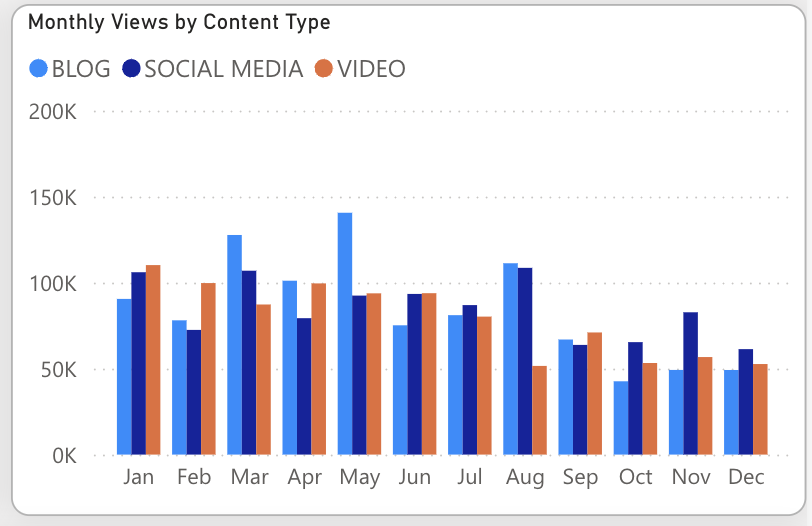 Monthly Views by Content Type
BLOG SOCIAL MEDIA VIDEO
200K
150K
100K
50K
0K
Jan Feb Mar Apr May Jun Jul Aug Sep Oct Nov Dec